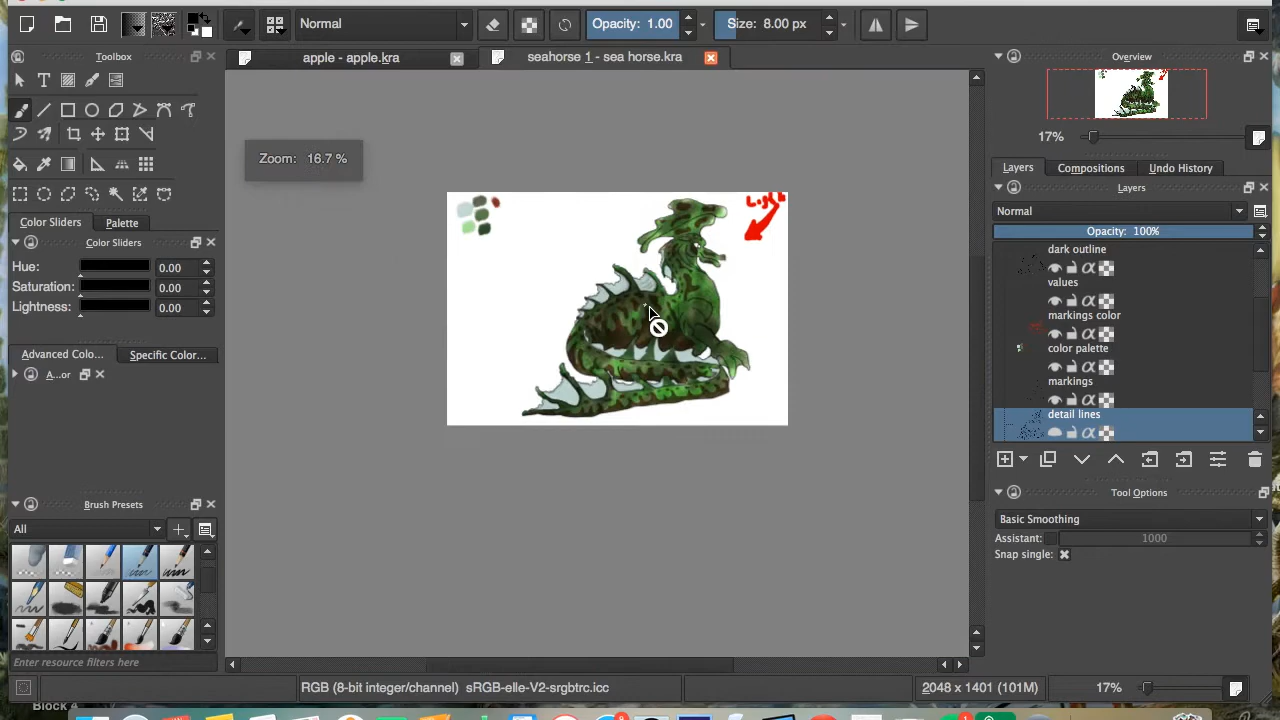 Normal
Opacity: 1.00
Size: 8.00 px
Toolbox
apple - apple.kra
seahorse 1 - sea horse.kra
Overview
Zoom: 16.7 %
17%
Layers
Compositions
Undo History
Layers
Normal
Opacity: 100%
Color Sliders
Palette
Color Sliders
Hue:
0.00
Saturation:
0.00
Lightness:
0.00
Light
dark outline
values
markings color
color palette
markings
detail lines
Advanced Colo...
Specific Color...
A...or
Tool Options
Basic Smoothing
Assistant:
1000
Snap single:
Brush Presets
All
Enter resource filters here
RGB (8-bit integer/channel) sRGB-elle-V2-srgbtrc.icc
2048 x 1401 (101M)
17%
Block 4